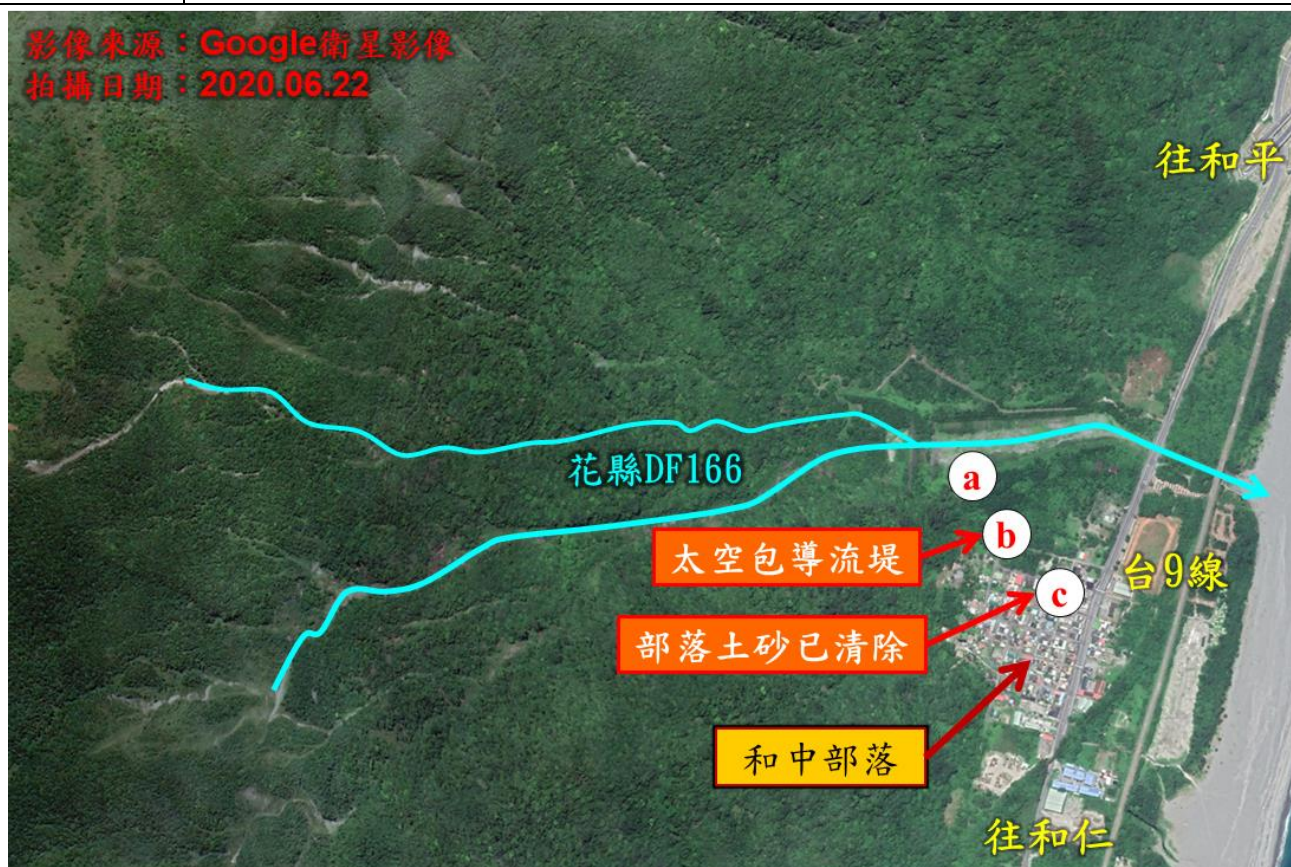 影像來源：Google衛星影像
拍攝日期：2020.06.22
往和平
花縣DF166
a
b
太空包導流堤
台9線
c
部落土砂已清除
和中部落
往和仁